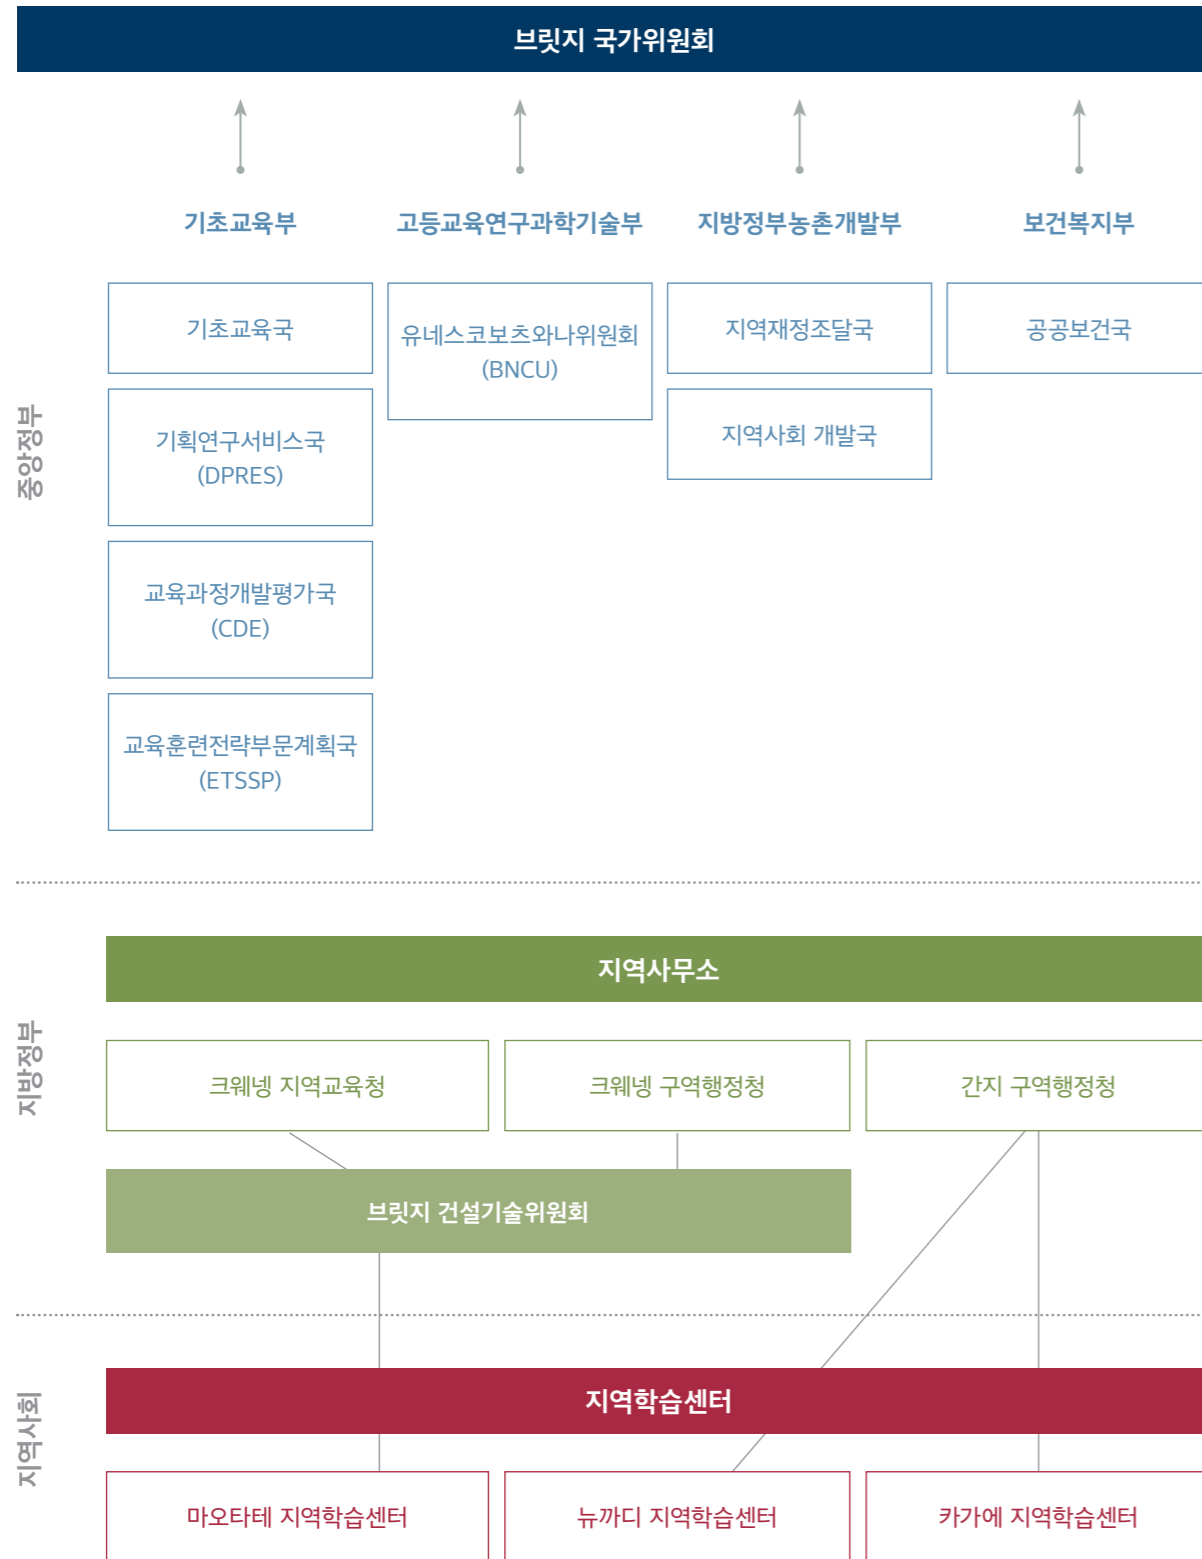 브릿지 국가위원회
기초교육부
고등교육연구과학기술부
지방정부농촌개발부
보건복지부
중앙정부
기초교육국
유네스코보츠와나위원회
(BNCU)
지역재정조달국
공공보건국
기획연구서비스국
(DPRES)
지역사회 개발국
교육과정개발평가국
(CDE)
교육훈련전략부문계획국
(ETSSP)
지방정부
지역사무소
크웨넹 지역교육청
크웨넹 구역행정청
간지 구역행정청
브릿지 건설기술위원회
지역사회
지역학습센터
마오타테 지역학습센터
뉴까디 지역학습센터
카가에 지역학습센터